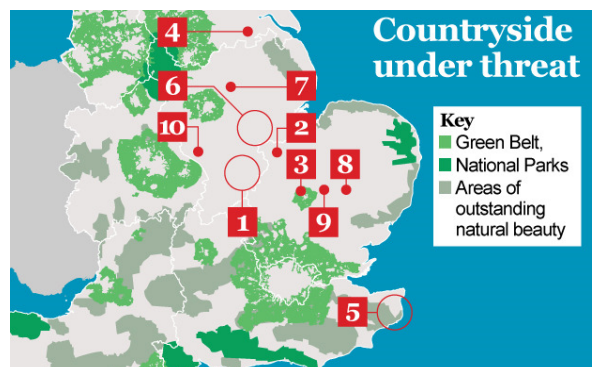 Countryside
under threat
4
6
7
10
2
3
8
1
9
5
Key
Green Belt,
National Parks
Areas of
outstanding
natural beauty